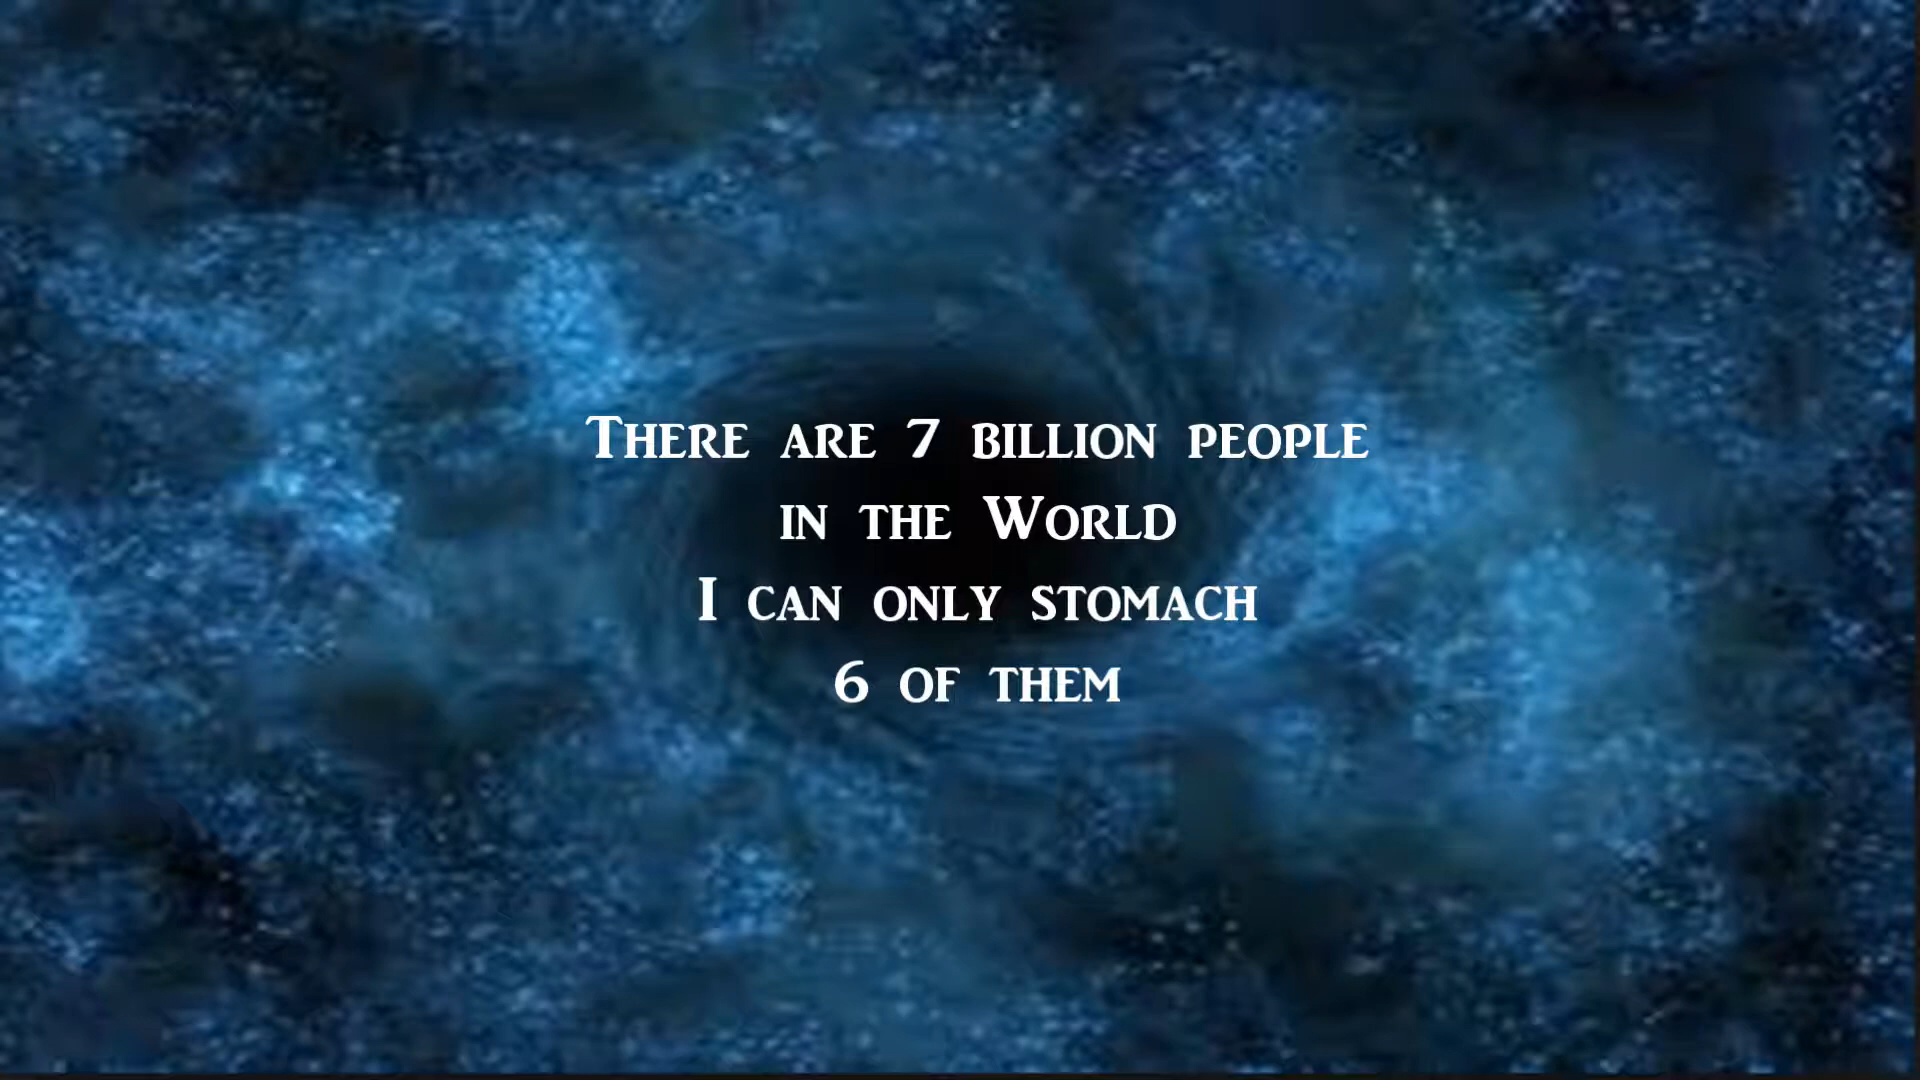 There are 7 billion people
in the World
I can only stomach
6 of them